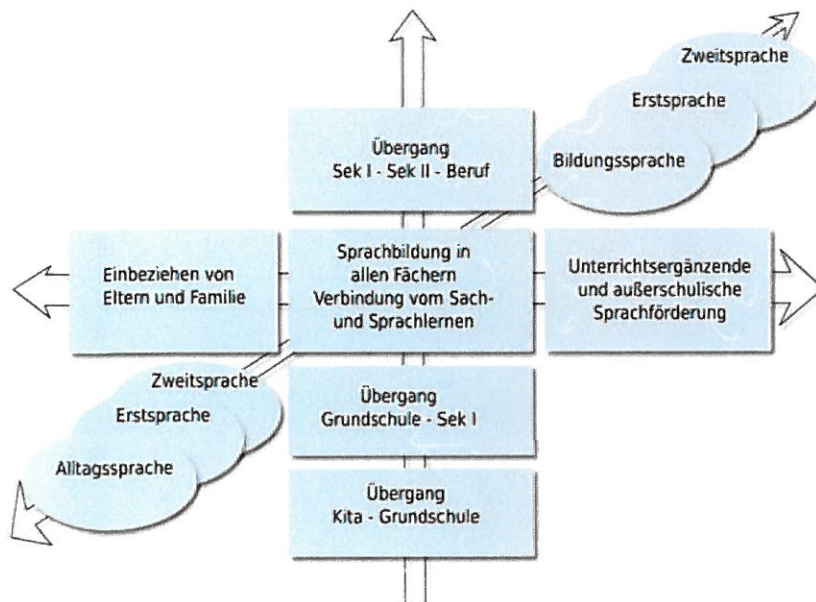 Zweitsprache
Erstsprache
Bildungssprache
Übergang
Sek I - Sek II - Beruf
Einbeziehen von
Eltern und Familie
Sprachbildung in
allen Fächern
Verbindung vom Sach-
und Sprachlernen
Unterrichtsergänzende
und außerschulische
Sprachförderung
Zweitsprache
Erstsprache
Alltagssprache
Übergang
Grundschule - Sek I
Übergang
Kita - Grundschule